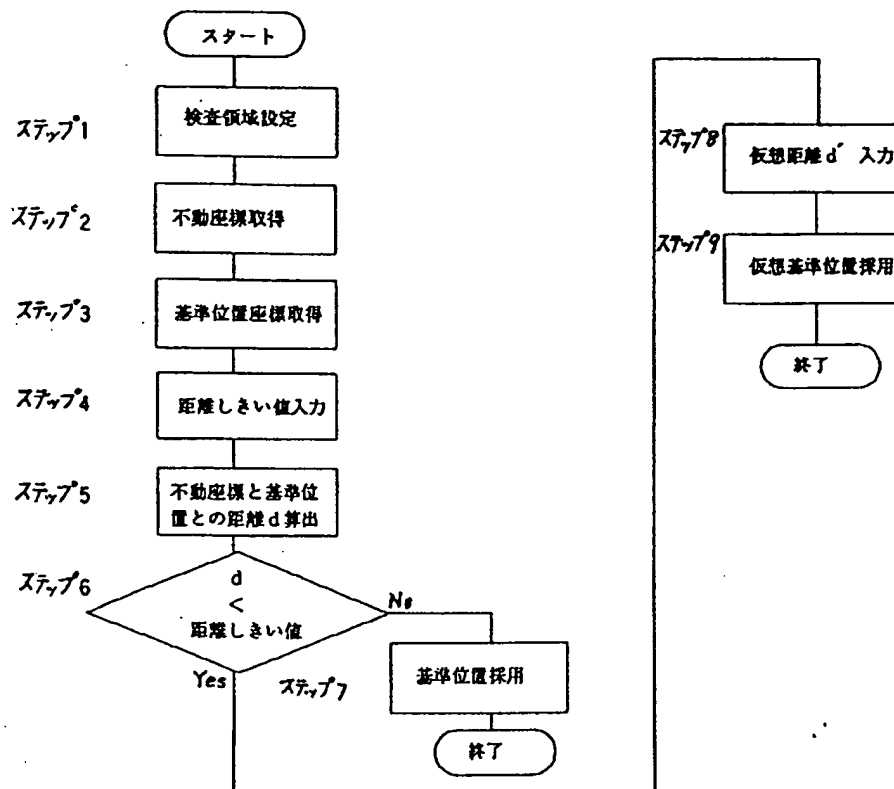 スタート
ステップ1
検査領域設定
ステップ2
不動座標取得
ステップ3
基準位置座標取得
ステップ4
距離しきい値入力
ステップ5
不動座標と基準位
置との距離d算出
ステップ6
d
<
距離しきい値
No
Yes
ステップ7
基準位置採用
終了
ステップ8
仮想距離d´ 入力
ステップ9
仮想基準位置採用
終了